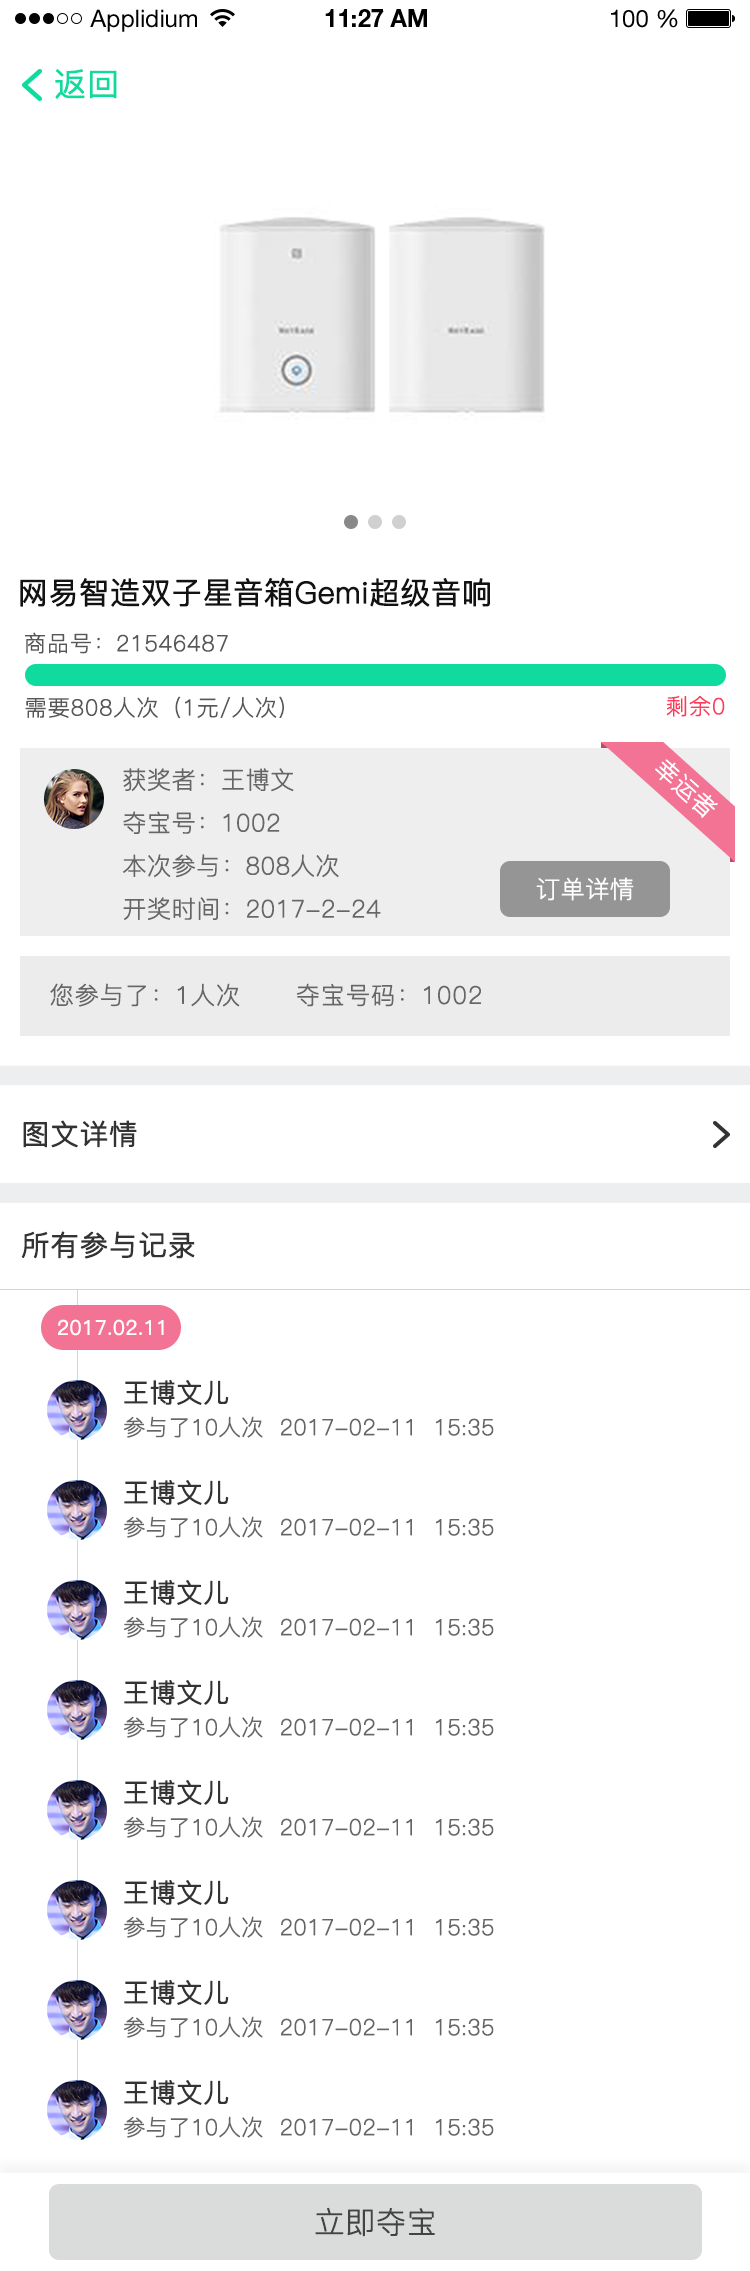 Applidium 11:27 AM 100 %
返回
网易智造双子星音箱Gemi超级音响
商品号：21546487
需要808人次（1元/人次） 剩余0
幸运者
获奖者：王博文
夺宝号：1002
本次参与：808人次
开奖时间：2017-2-24
订单详情
您参与了：1人次 夺宝号码：1002
图文详情
所有参与记录
2017.02.11
王博文儿
参与了10人次 2017-02-11 15:35
王博文儿
参与了10人次 2017-02-11 15:35
王博文儿
参与了10人次 2017-02-11 15:35
王博文儿
参与了10人次 2017-02-11 15:35
王博文儿
参与了10人次 2017-02-11 15:35
王博文儿
参与了10人次 2017-02-11 15:35
王博文儿
参与了10人次 2017-02-11 15:35
王博文儿
参与了10人次 2017-02-11 15:35
立即夺宝